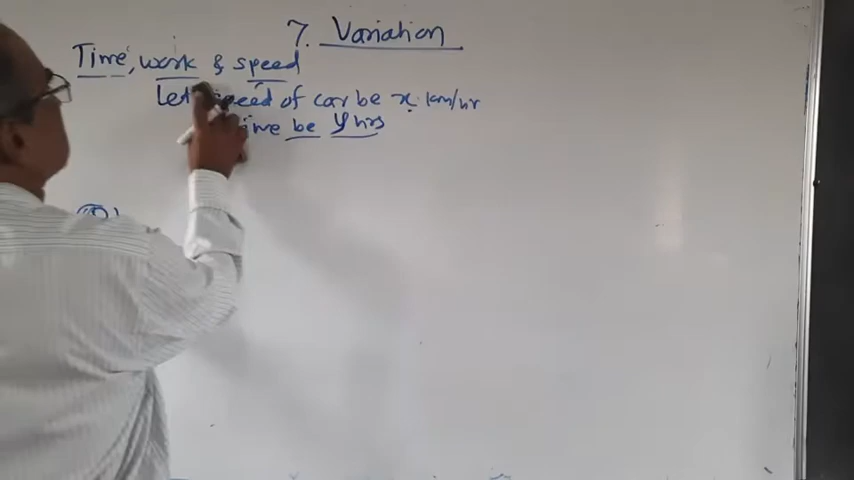 7. Variation
Time, work & speed
Let speed of car be x km/hr
time be y hrs